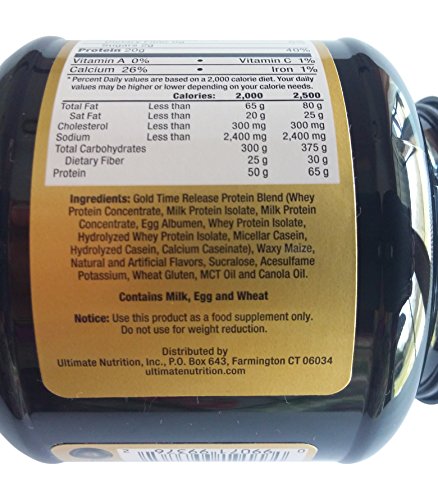 Sugars 2g
Protein 20g 40%
Vitamin A 0% • Vitamin C 1%
Calcium 26% • Iron 1%
* Percent Daily values are based on a 2,000 calorie diet. Your daily
values may be higher or lower depending on your calorie needs.
Calories: 2,000 2,500
Total Fat Less than 65 g 80 g
Sat Fat Less than 20 g 25 g
Cholesterol Less than 300 mg 300 mg
Sodium Less than 2,400 mg 2,400 mg
Total Carbohydrates 300 g 375 g
Dietary Fiber 25 g 30 g
Protein 50 g 65 g
Ingredients: Gold Time Release Protein Blend (Whey
Protein Concentrate, Milk Protein Isolate, Milk Protein
Concentrate, Egg Albumen, Whey Protein Isolate,
Hydrolyzed Whey Protein Isolate, Micellar Casein,
Hydrolyzed Casein, Calcium Caseinate), Waxy Maize,
Natural and Artificial Flavors, Sucralose, Acesulfame
Potassium, Wheat Gluten, MCT Oil and Canola Oil.
Contains Milk, Egg and Wheat
Notice: Use this product as a food supplement only.
Do not use for weight reduction.
Distributed by
Ultimate Nutrition, Inc., P.O. Box 643, Farmington CT 06034
ultimatenutrition.com